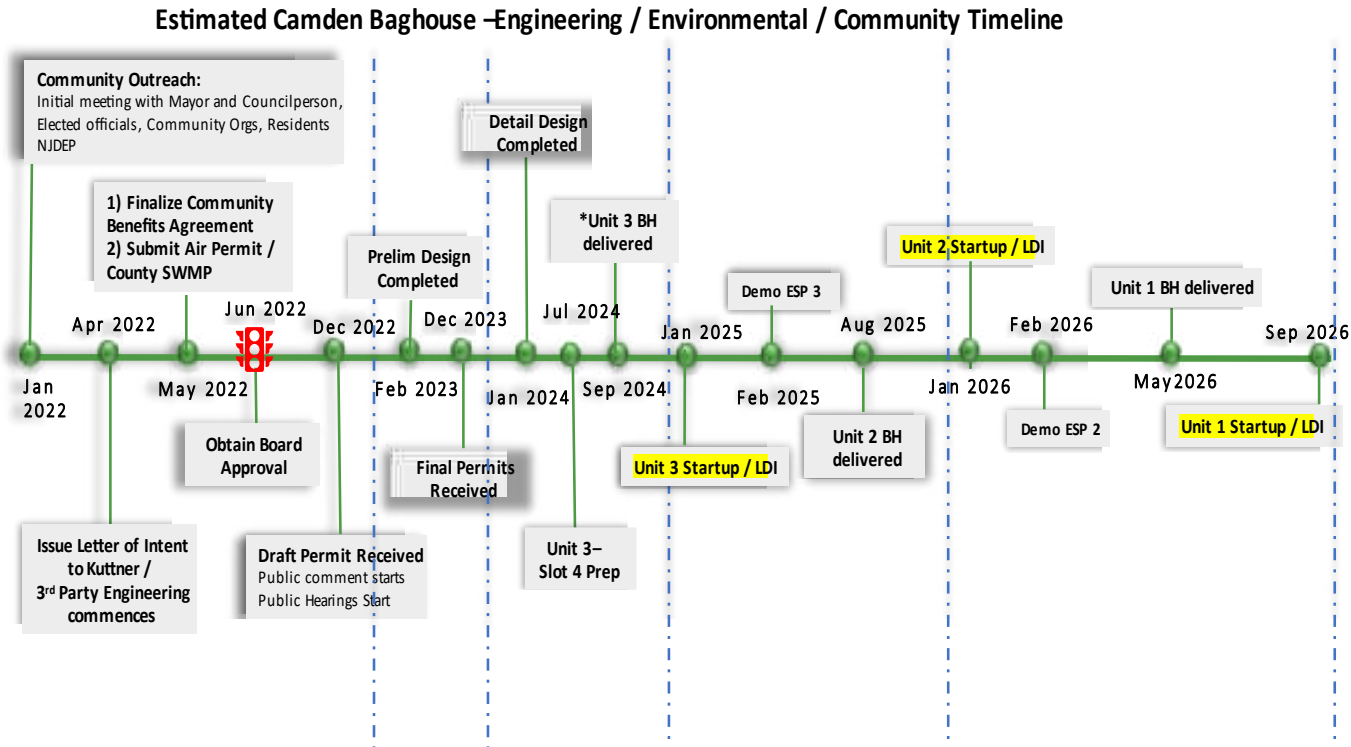 Estimated Camden Baghouse –Engineering / Environmental / Community Timeline
Community Outreach:
Initial meeting with Mayor and Councilperson,
Elected officials, Community Orgs, Residents
NJDEP
1) Finalize Community
Benefits Agreement
2) Submit Air Permit /
County SWMP
Prelim Design
Completed
Detail Design
Completed
*Unit 3 BH
delivered
Demo ESP 3
Unit 2 Startup / LDI
Unit 1 BH delivered
Jan
2022
Apr 2022
May 2022
Jun 2022
Dec 2022
Feb 2023
Dec 2023
Jan 2024
Jul 2024
Sep 2024
Jan 2025
Feb 2025
Aug 2025
Jan 2026
Feb 2026
May2026
Sep 2026
Issue Letter of Intent
to Kuttner /
3rd Party Engineering
commences
Obtain Board
Approval
Draft Permit Received
Public comment starts
Public Hearings Start
Final Permits
Received
Unit 3–
Slot 4 Prep
Unit 3 Startup / LDI
Unit 2 BH
delivered
Demo ESP 2
Unit 1 Startup / LDI